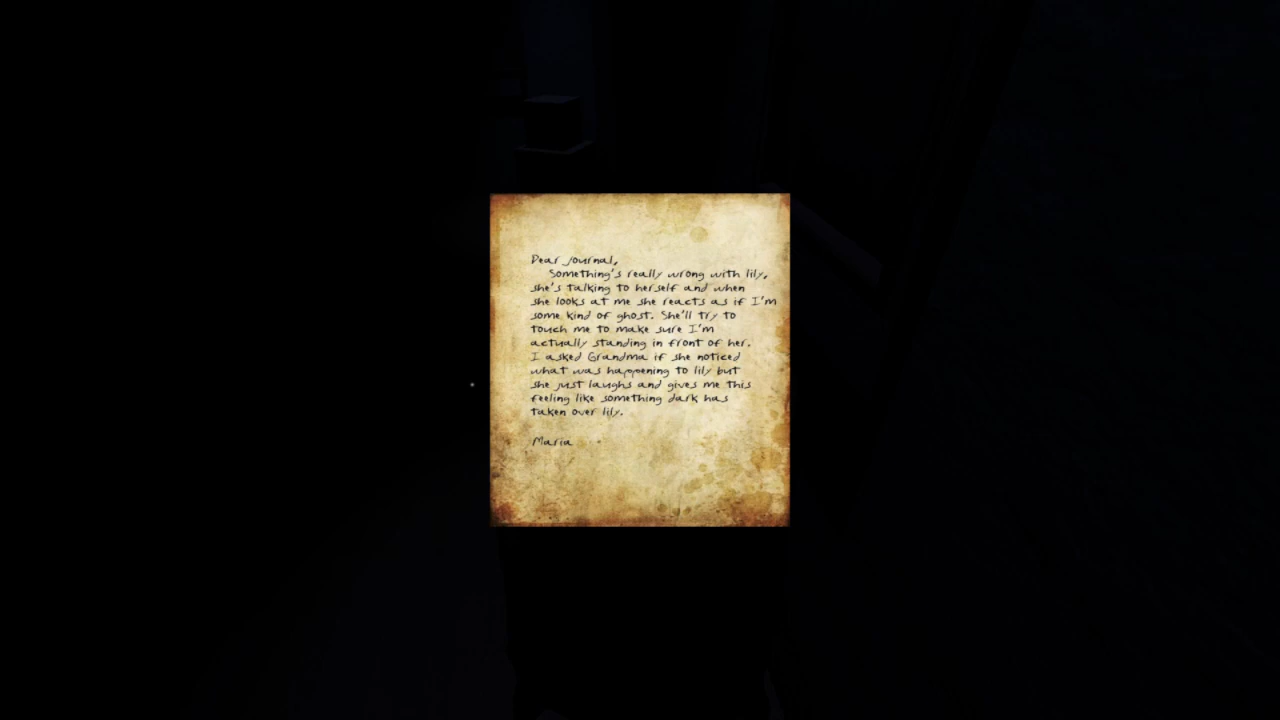 Dear Journal,
Something's really wrong with lily,
she's talking to herself and when
she looks at me she reacts as if I'm
some kind of ghost. She'll try to
touch me to make sure I'm
actually standing in front of her.
I asked Grandma if she noticed
what was happening to lily but
she just laughs and gives me this
feeling like something dark has
taken over lily.
Maria